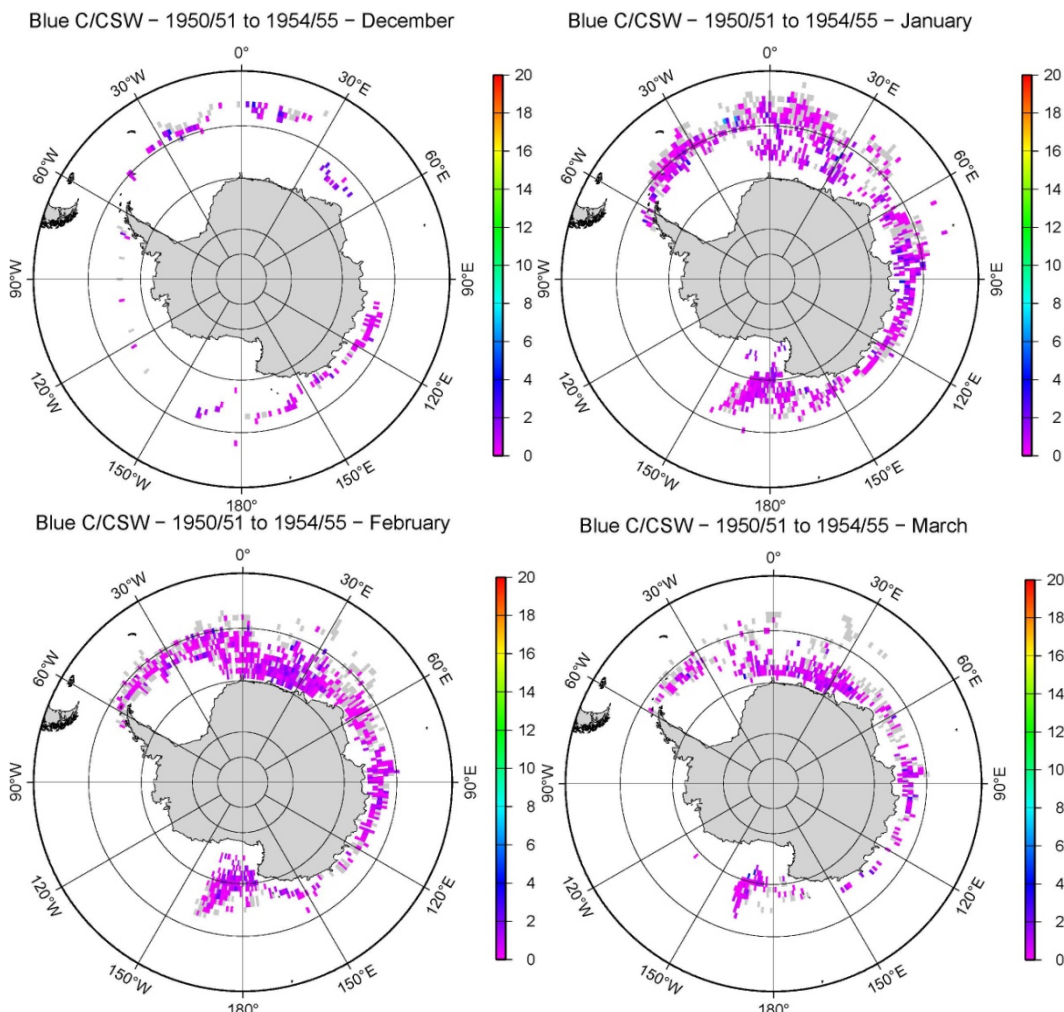 Blue C/CSW – 1950/51 to 1954/55 – December
0°
30°W
30°E
60°W
60°E
90°W
90°E
120°W
120°E
150°W
150°E
180°
20
18
16
14
12
10
8
6
4
2
0
Blue C/CSW – 1950/51 to 1954/55 – January
0°
30°W
30°E
60°W
60°E
90°W
90°E
120°W
120°E
150°W
150°E
180°
20
18
16
14
12
10
8
6
4
2
0
Blue C/CSW – 1950/51 to 1954/55 – February
0°
30°W
30°E
60°W
60°E
90°W
90°E
120°W
120°E
150°W
150°E
180°
20
18
16
14
12
10
8
6
4
2
0
Blue C/CSW – 1950/51 to 1954/55 – March
0°
30°W
30°E
60°W
60°E
90°W
90°E
120°W
120°E
150°W
150°E
180°
20
18
16
14
12
10
8
6
4
2
0